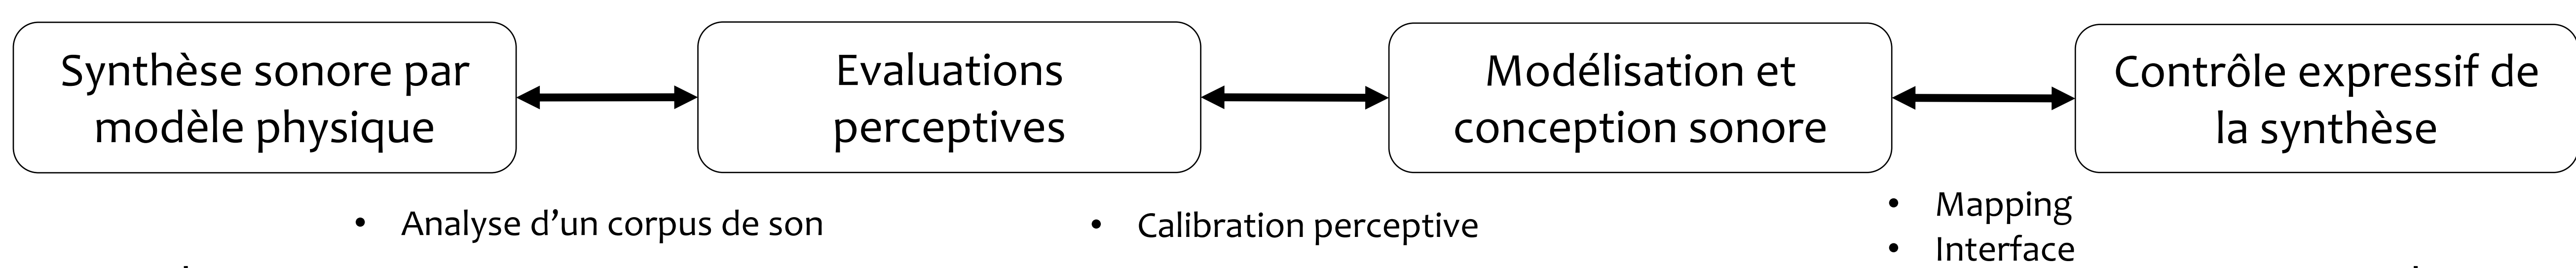 Synthèse sonore par
modèle physique
Evaluations
perceptives
Modélisation et
conception sonore
Contrôle expressif de
la synthèse
• Analyse d’un corpus de son
• Calibration perceptive
• Mapping
• Interface